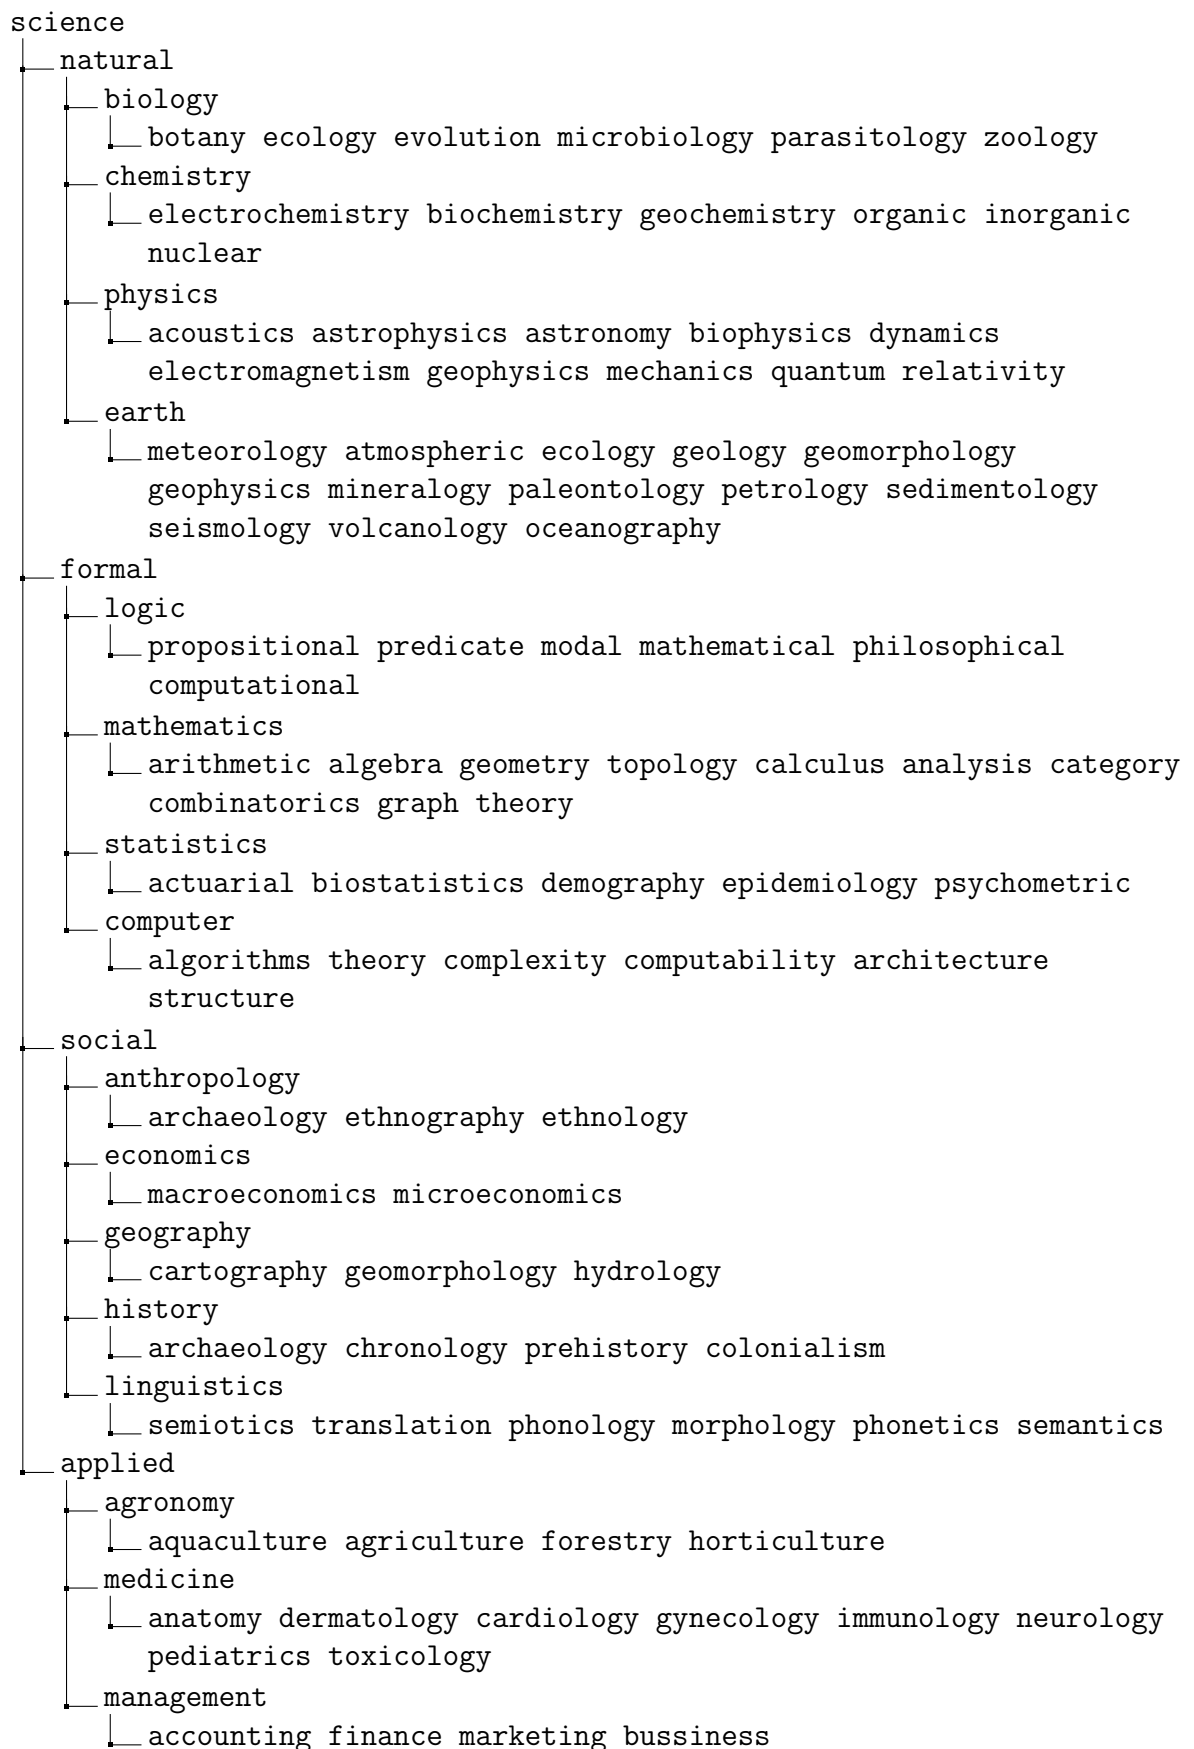 science
natural
biology
botany ecology evolution microbiology parasitology zoology
chemistry
electrochemistry biochemistry geochemistry organic inorganic
nuclear
physics
acoustics astrophysics astronomy biophysics dynamics
electromagnetism geophysics mechanics quantum relativity
earth
meteorology atmospheric ecology geology geomorphology
geophysics mineralogy paleontology petrology sedimentology
seismology volcanology oceanography
formal
logic
propositional predicate modal mathematical philosophical
computational
mathematics
arithmetic algebra geometry topology calculus analysis category
combinatorics graph theory
statistics
actuarial biostatistics demography epidemiology psychometric
computer
algorithms theory complexity computability architecture
structure
social
anthropology
archaeology ethnography ethnology
economics
macroeconomics microeconomics
geography
cartography geomorphology hydrology
history
archaeology chronology prehistory colonialism
linguistics
semiotics translation phonology morphology phonetics semantics
applied
agronomy
aquaculture agriculture forestry horticulture
medicine
anatomy dermatology cardiology gynecology immunology neurology
pediatrics toxicology
management
accounting finance marketing bussiness